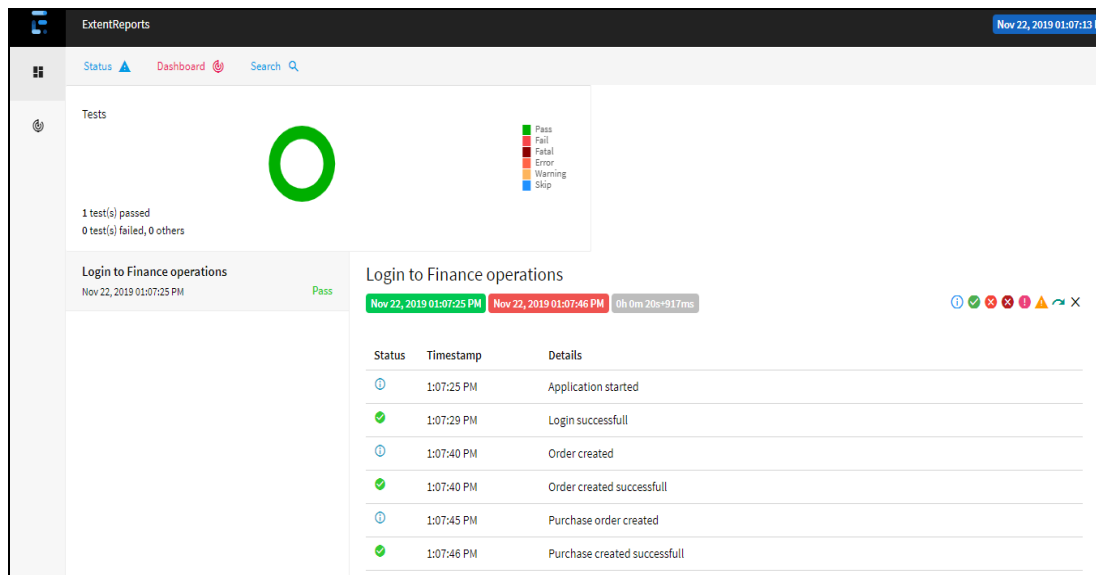 ExtentReports
Nov 22, 2019 01:07:13
Status Dashboard Search
Tests
Pass
Fail
Fatal
Error
Warning
Skip
1 test(s) passed
0 test(s) failed, 0 others
Login to Finance operations
Nov 22, 2019 01:07:25 PM Pass
Login to Finance operations
Nov 22, 2019 01:07:25 PM Nov 22, 2019 01:07:46 PM 0h 0m 20s+917ms
Status Timestamp Details
1:07:25 PM Application started
1:07:29 PM Login successfull
1:07:40 PM Order created
1:07:40 PM Order created successfull
1:07:45 PM Purchase order created
1:07:46 PM Purchase created successfull